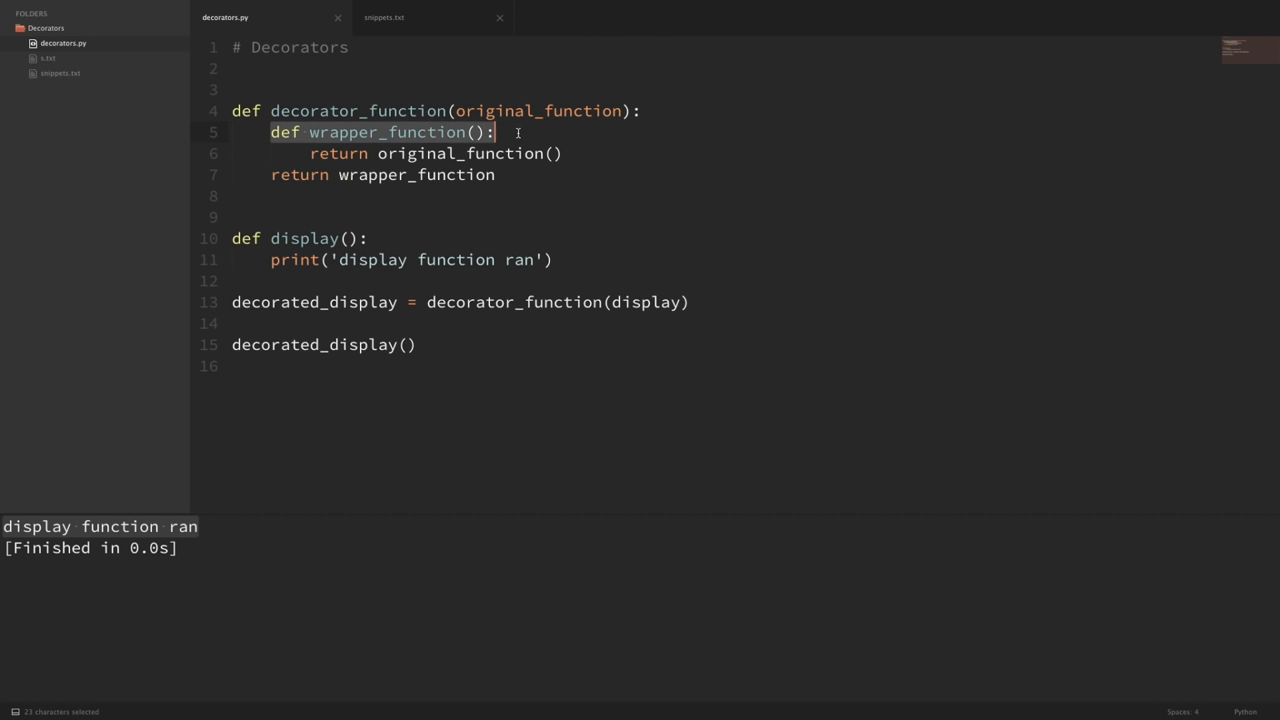 FOLDERS
Decorators
decorators.py
s.txt
snippets.txt
decorators.py
snippets.txt
1 # Decorators
2
3
4 def decorator_function(original_function):
5     def wrapper_function():
6         return original_function()
7     return wrapper_function
8
9
10 def display():
11     print('display function ran')
12
13 decorated_display = decorator_function(display)
14
15 decorated_display()
16
display function ran
[Finished in 0.0s]
23 characters selected
Spaces: 4
Python